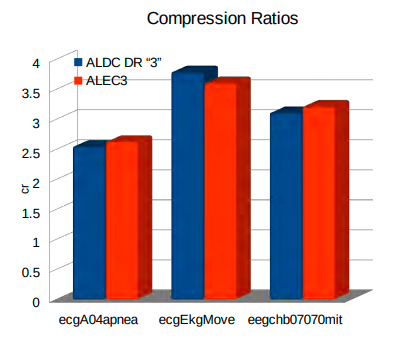 Compression Ratios
ALDC DR “3”
ALEC3
4
3.5
3
2.5
2
1.5
1
0.5
0
cr
ecgA04apnea ecgEkgMove eegchb07070mit